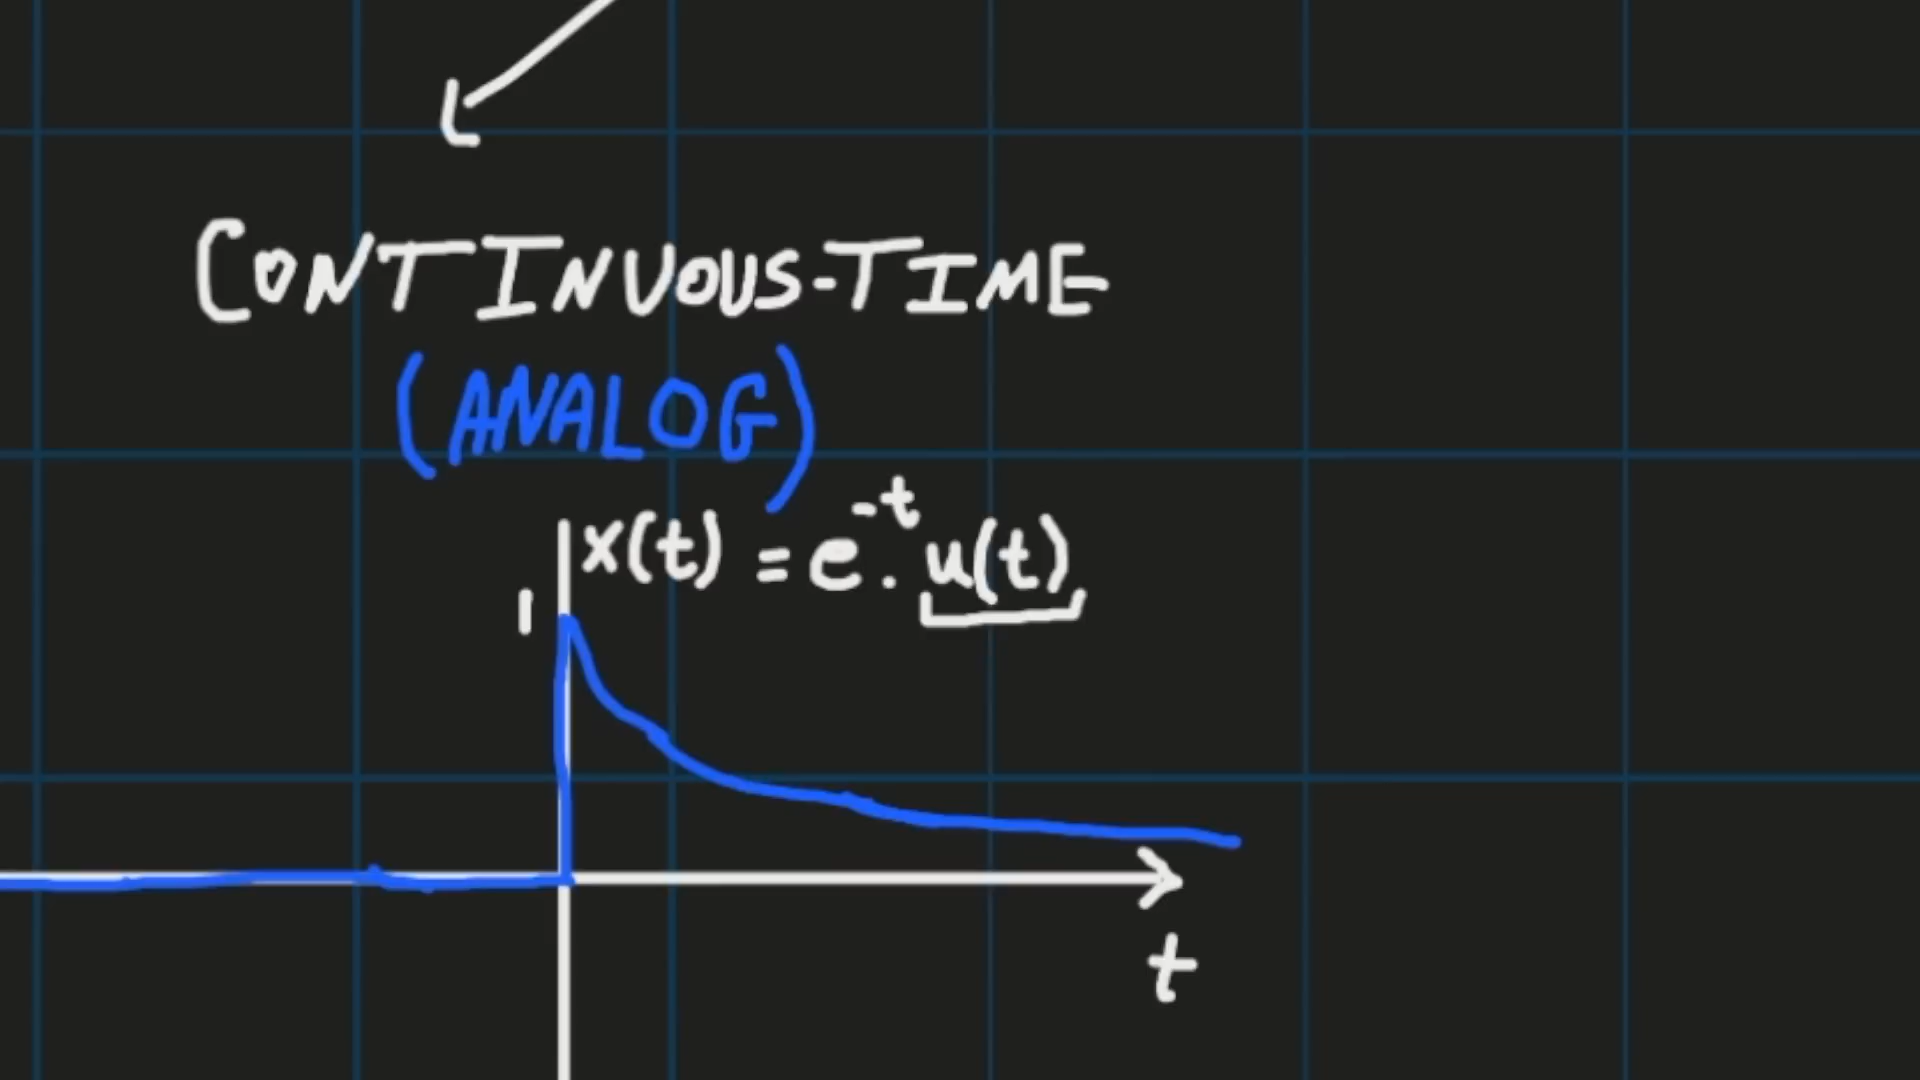 CONTINUOUS-TIME
(ANALOG)
x(t) = e^-t · u(t)
1
t